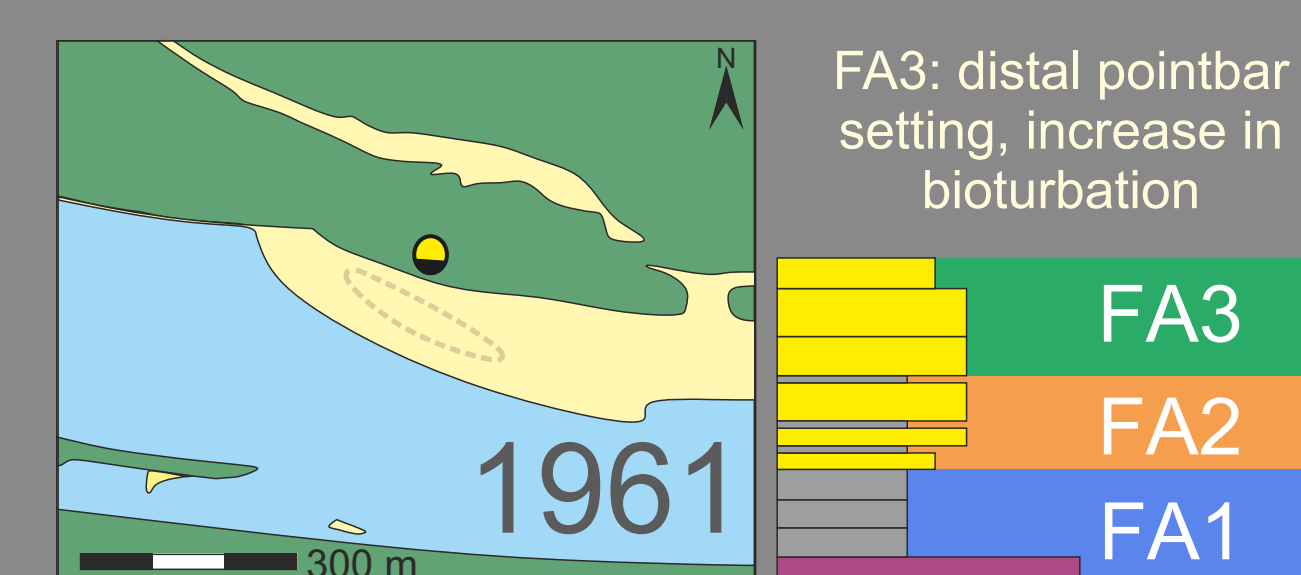 N
FA3: distal pointbar
setting, increase in
bioturbation
FA3
FA2
1961
FA1
300 m